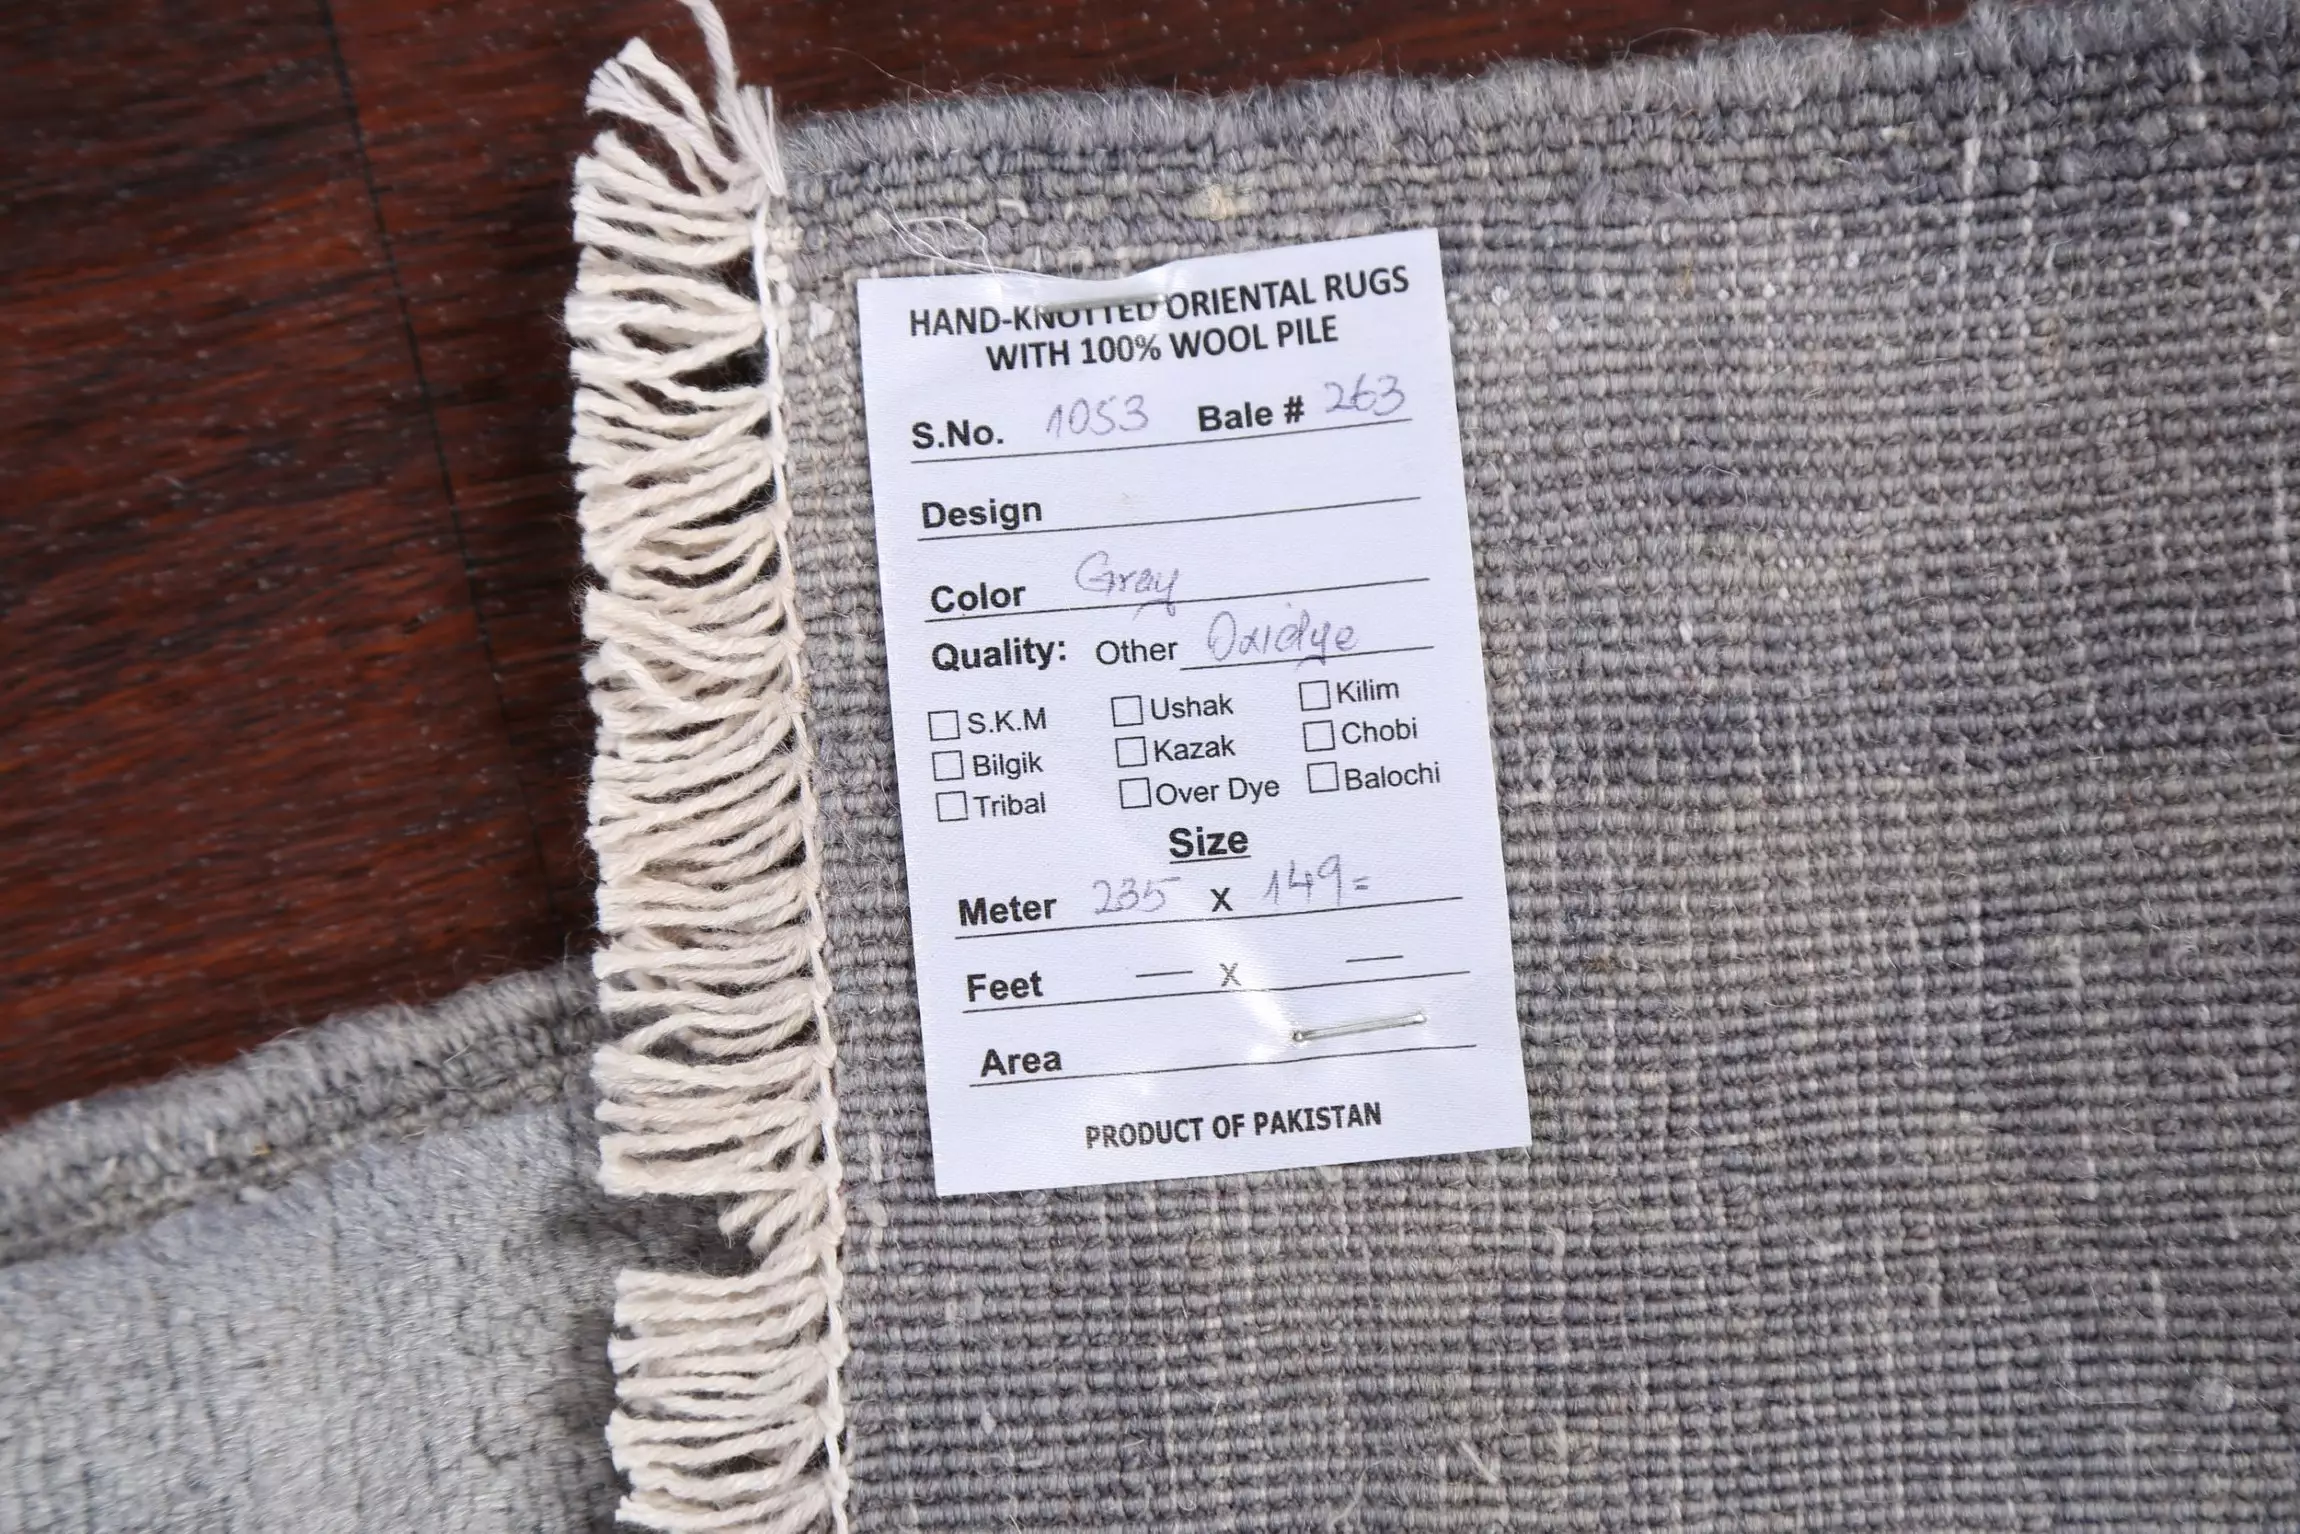 HAND-KNOTTED ORIENTAL RUGS
WITH 100% WOOL PILE
S.No. 1053 Bale # 263
Design
Color Gray
Quality: Other Oxidye
S.K.M Ushak Kilim
Bilgik Kazak Chobi
Tribal Over Dye Balochi
Size
Meter 235 X 149=
Feet — X —
Area
PRODUCT OF PAKISTAN